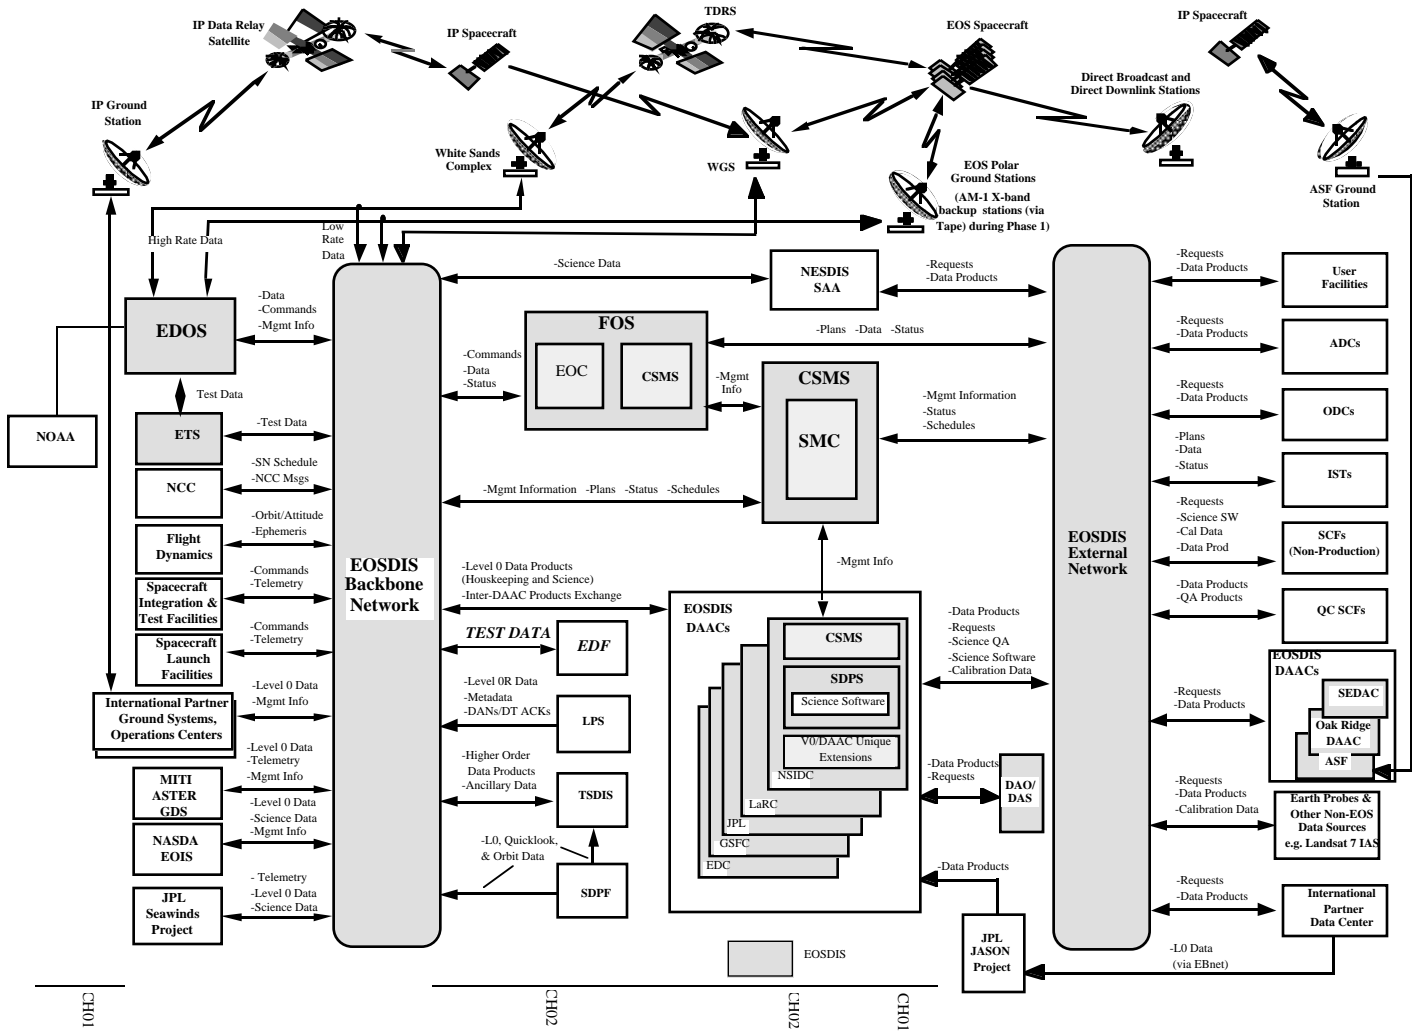 IP Data Relay
Satellite
IP Spacecraft
TDRS
EOS Spacecraft
IP Spacecraft
Direct Broadcast and
Direct Downlink Stations
IP Ground
Station
White Sands
Complex
WGS
EOS Polar
Ground Stations
(AM-1 X-band
backup stations (via
Tape) during Phase 1)
ASF Ground
Station
High Rate Data
Low
Rate
Data
EDOS
-Data
-Commands
-Mgmt Info
Test Data
NOAA
ETS
-Test Data
NCC
-SN Schedule
-NCC Msgs
Flight
Dynamics
-Orbit/Attitude
-Ephemeris
Spacecraft
Integration &
Test Facilities
-Commands
-Telemetry
Spacecraft
Launch
Facilities
-Commands
-Telemetry
International Partner
Ground Systems,
Operations Centers
-Level 0 Data
-Mgmt Info
MITI
ASTER
GDS
-Level 0 Data
-Telemetry
-Mgmt Info
NASDA
EOIS
-Level 0 Data
-Science Data
-Mgmt Info
JPL
Seawinds
Project
- Telemetry
-Level 0 Data
-Science Data
EOSDIS
Backbone
Network
-Science Data
NESDIS
SAA
-Requests
-Data Products
FOS
EOC
CSMS
-Commands
-Data
-Status
-Plans -Data -Status
-Mgmt
Info
CSMS
SMC
-Mgmt Information
-Status
-Schedules
-Mgmt Information -Plans -Status -Schedules
-Mgmt Info
-Level 0 Data Products
(Houskeeping and Science)
-Inter-DAAC Products Exchange
TEST DATA
EDF
-Level 0R Data
-Metadata
-DANs/DT ACKs
LPS
-Higher Order
Data Products
-Ancillary Data
TSDIS
-L0, Quicklook,
& Orbit Data
SDPF
EOSDIS
DAACs
CSMS
SDPS
Science Software
V0/DAAC Unique
Extensions
NSIDC
LaRC
JPL
GSFC
EDC
-Data Products
-Requests
-Science QA
-Science Software
-Calibration Data
-Data Products
-Requests
DAO/
DAS
-Data Products
JPL
JASON
Project
EOSDIS
External
Network
-Requests
-Data Products
User
Facilities
-Requests
-Data Products
ADCs
-Requests
-Data Products
ODCs
-Plans
-Data
-Status
ISTs
-Requests
-Science SW
-Cal Data
-Data Prod
SCFs
(Non-Production)
-Data Products
-QA Products
QC SCFs
EOSDIS
DAACs
SEDAC
Oak Ridge
DAAC
ASF
-Requests
-Data Products
-Requests
-Data Products
-Calibration Data
Earth Probes &
Other Non-EOS
Data Sources
e.g. Landsat 7 IAS
-Requests
-Data Products
International
Partner
Data Center
-L0 Data
(via EBnet)
EOSDIS
CH01
CH02
CH02
CH01